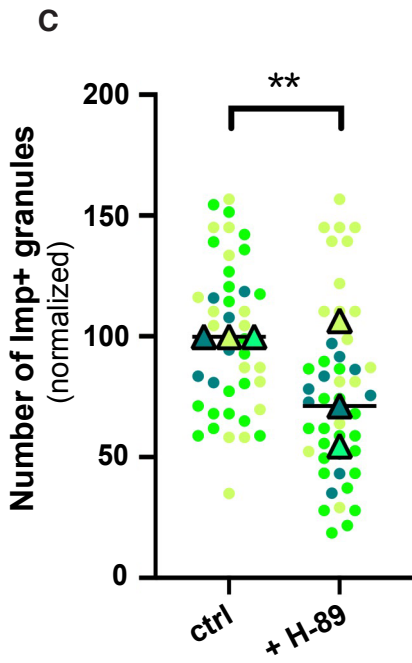 C
Number of Imp+ granules
(normalized)
200
150
100
50
0
**
ctrl
+ H-89